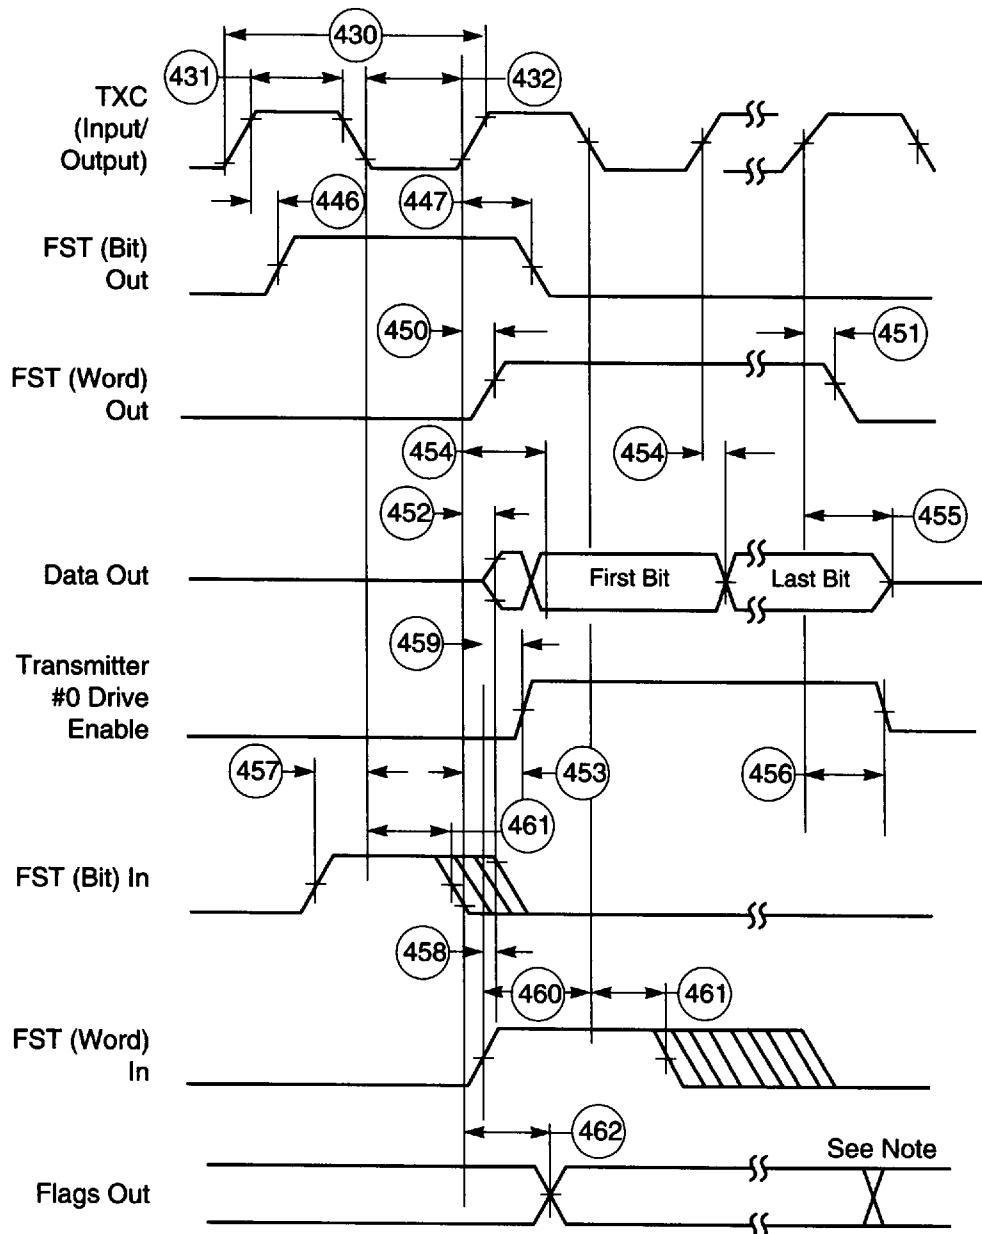 430
431
432
TXC
(Input/
Output)
446
447
FST (Bit)
Out
450
451
FST (Word)
Out
454
454
452
455
Data Out
First Bit
Last Bit
459
Transmitter
#0 Drive
Enable
457
453
456
461
FST (Bit) In
458
460
461
FST (Word)
In
462
See Note
Flags Out